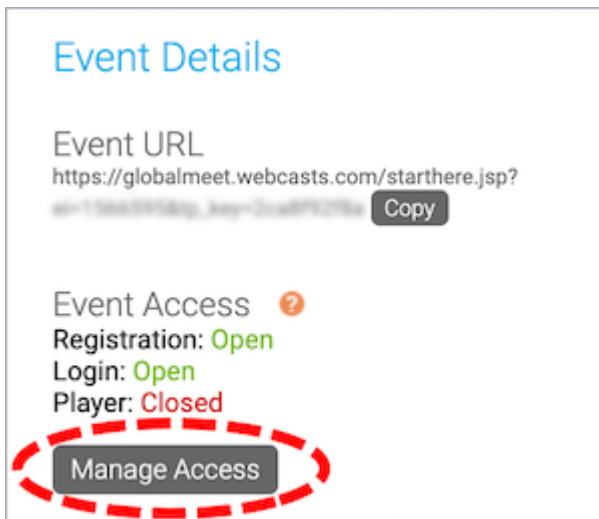 Event Details
Event URL
https://globalmeet.webcasts.com/starthere.jsp?
Copy
Event Access
Registration: Open
Login: Open
Player: Closed
Manage Access